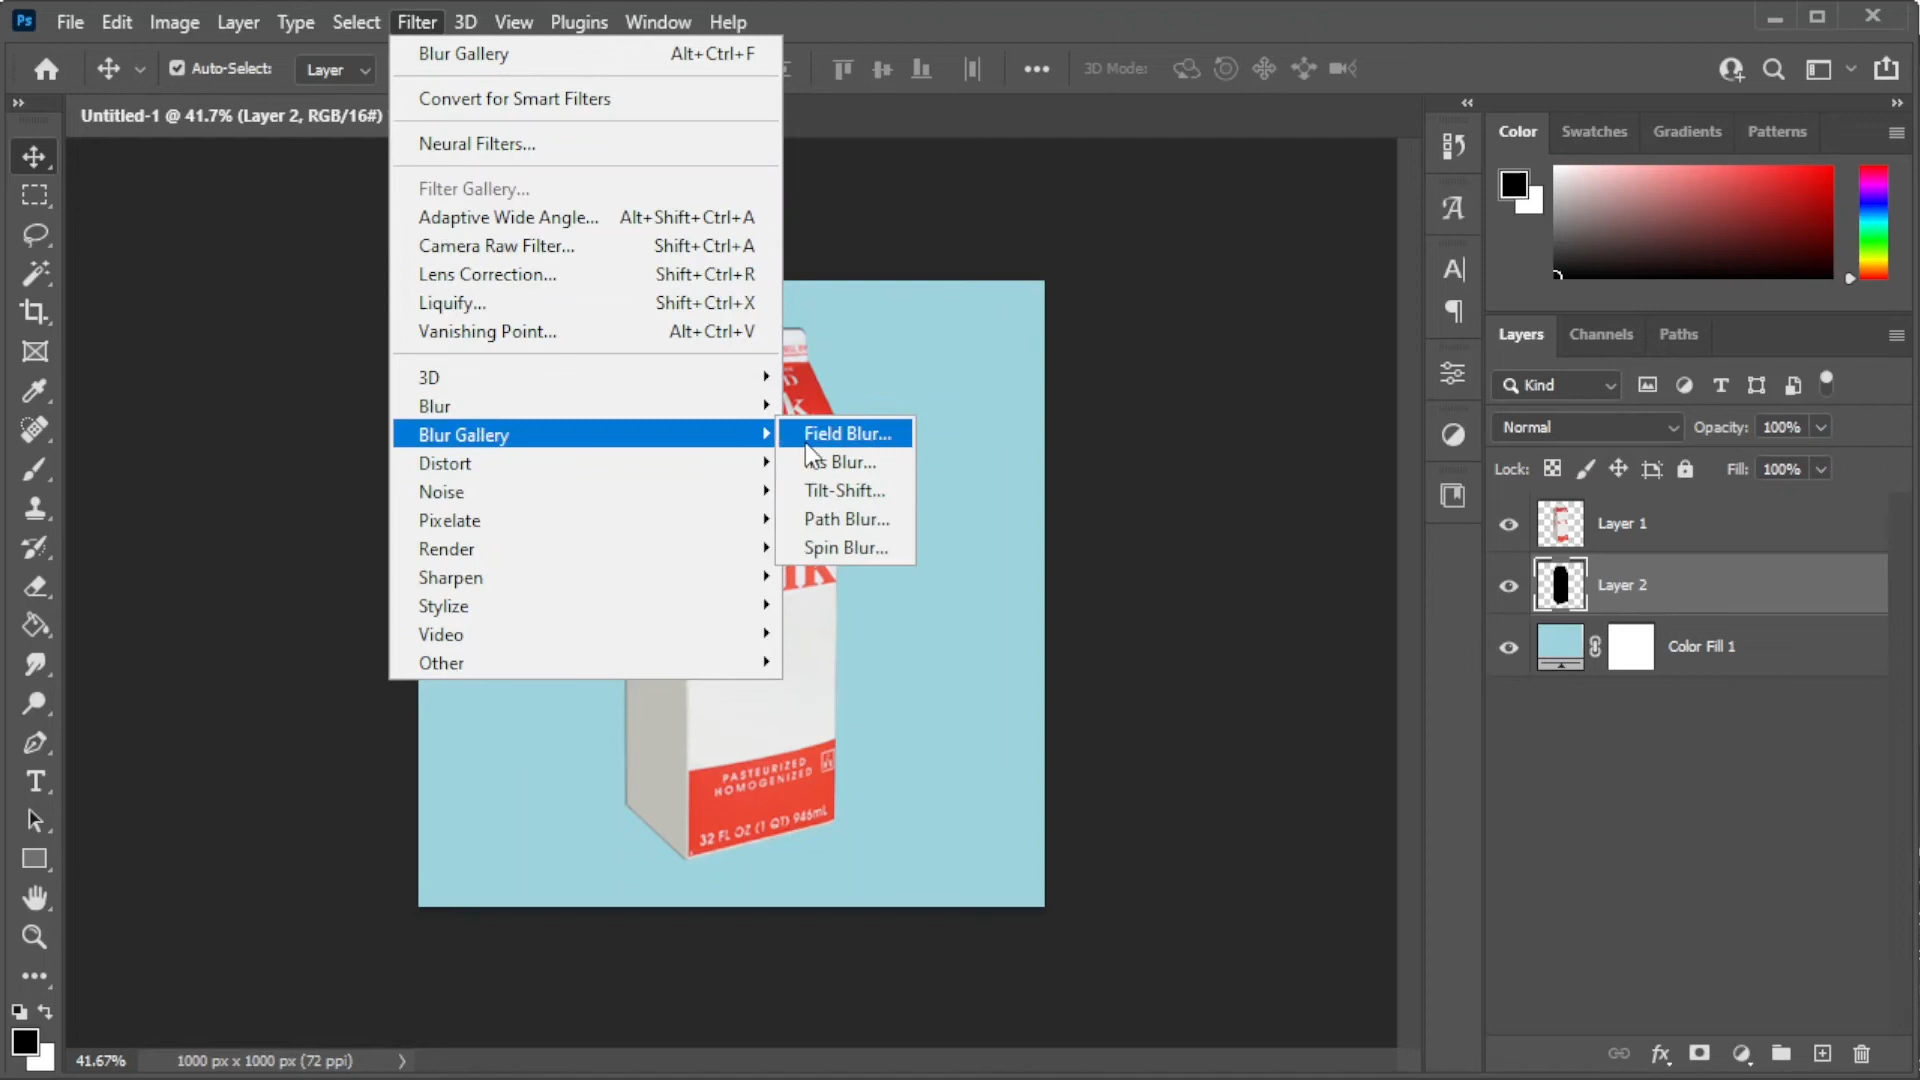 Ps File Edit Image Layer Type Select Filter 3D View Plugins Window Help
Auto-Select: Layer 3D Mode:
Untitled-1 @ 41.7% (Layer 2, RGB/16#)
Blur Gallery Alt+Ctrl+F
Convert for Smart Filters
Neural Filters...
Filter Gallery...
Adaptive Wide Angle... Alt+Shift+Ctrl+A
Camera Raw Filter... Shift+Ctrl+A
Lens Correction... Shift+Ctrl+R
Liquify... Shift+Ctrl+X
Vanishing Point... Alt+Ctrl+V
3D
Blur
Blur Gallery
Distort
Noise
Pixelate
Render
Sharpen
Stylize
Video
Other
Field Blur...
Blur...
Tilt-Shift...
Path Blur...
Spin Blur...
PASTEURIZED
HOMOGENIZED
32 FL OZ (1 QT) 946mL
Color Swatches Gradients Patterns
Layers Channels Paths
Kind
Normal Opacity: 100%
Lock: Fill: 100%
Layer 1
Layer 2
Color Fill 1
41.67% 1000 px x 1000 px (72 ppi)